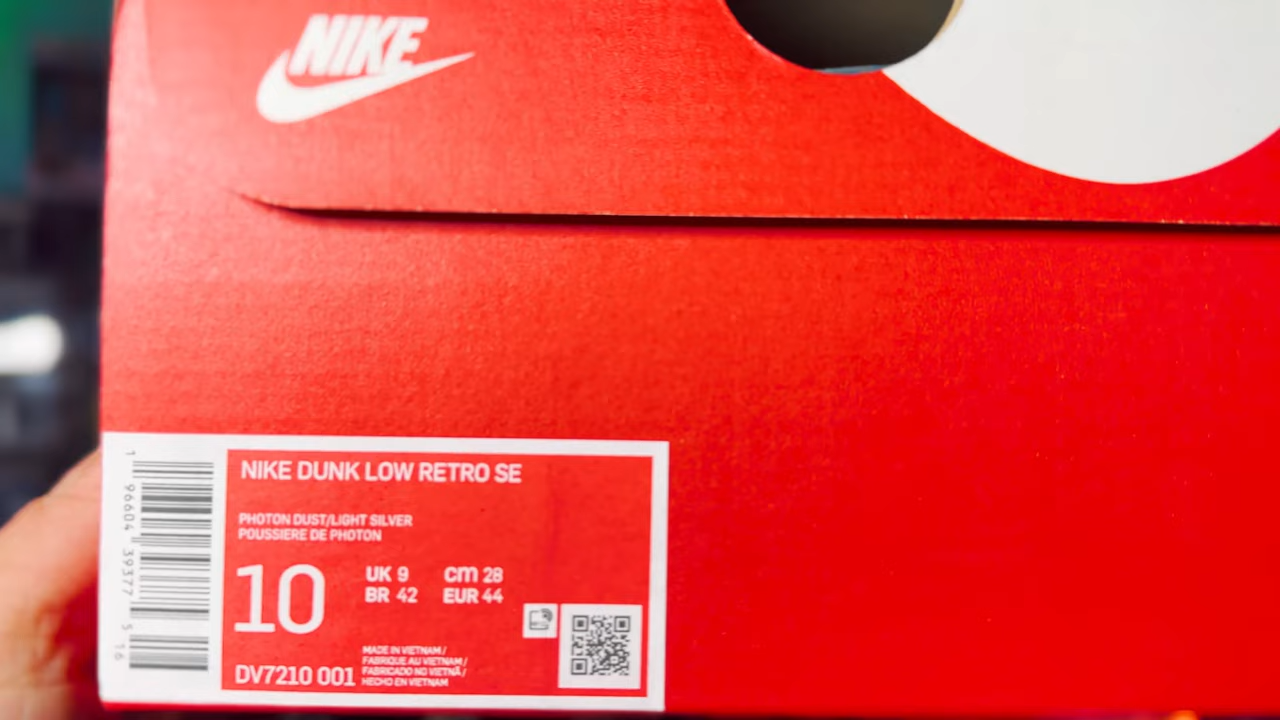 NIKE
NIKE DUNK LOW RETRO SE
PHOTON DUST/LIGHT SILVER
POUSSIERE DE PHOTON
10
UK 9 cm 28
BR 42 EUR 44
DV7210 001
MADE IN VIETNAM /
FABRIQUE AU VIETNAM /
FABRICADO NO VIETNÃ /
HECHO EN VIETNAM
1 96604 39377 5 16